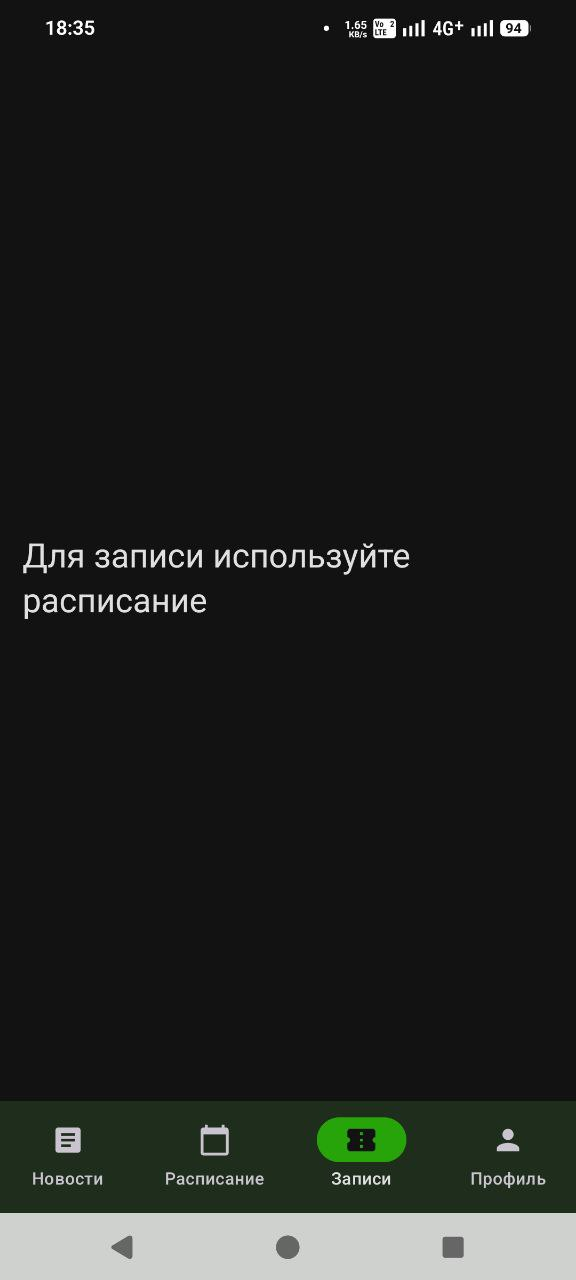 18:35
1.65
KB/s
Vo 2
LTE
4G+
94
Для записи используйте
расписание
Новости
Расписание
Записи
Профиль